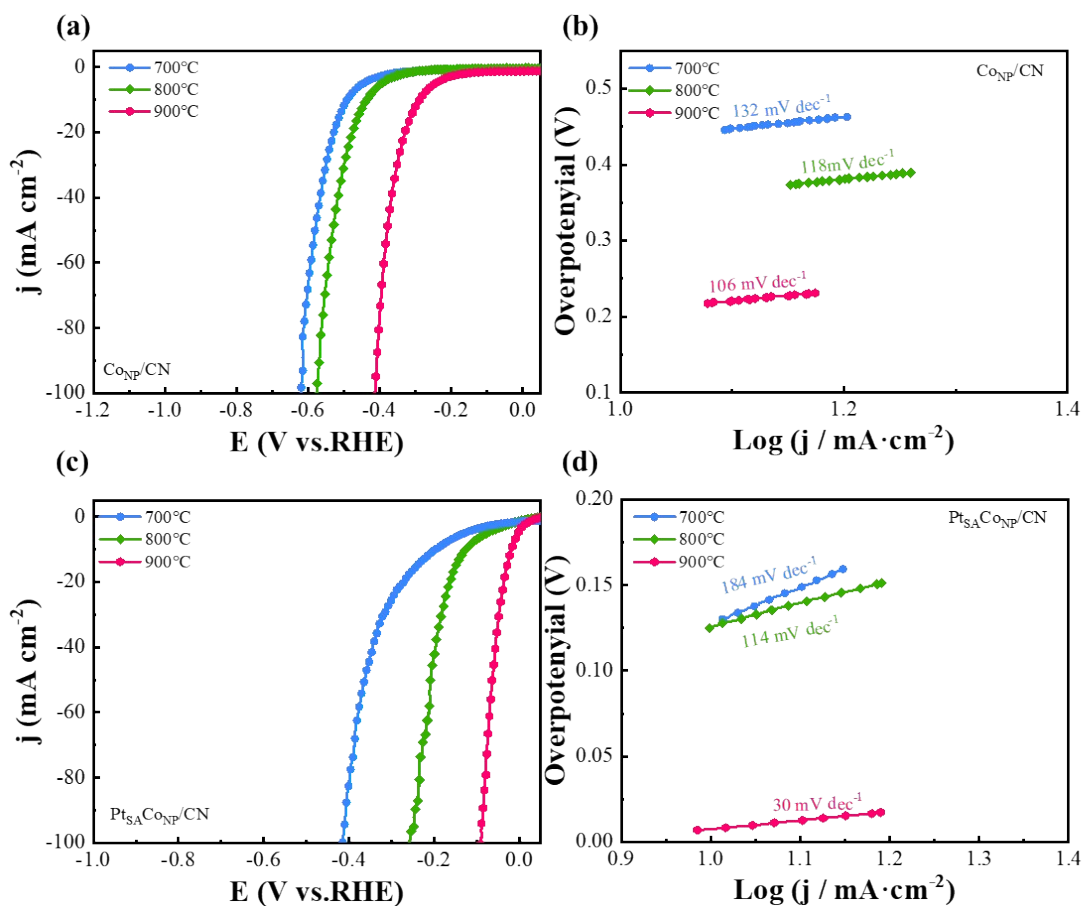 (a)
700°C
800°C
900°C
Co_NP/CN
0
-20
-40
-60
-80
-100
-1.2 -1.0 -0.8 -0.6 -0.4 -0.2 0.0
j (mA cm⁻²)
E (V vs.RHE)
(b)
700°C
800°C
900°C
Co_NP/CN
132 mV dec⁻¹
118mV dec⁻¹
106 mV dec⁻¹
0.5
0.4
0.3
0.2
0.1
1.0 1.2 1.4
Overpotenyial (V)
Log (j / mA·cm⁻²)
(c)
700°C
800°C
900°C
Pt_SACo_NP/CN
0
-20
-40
-60
-80
-100
-1.0 -0.8 -0.6 -0.4 -0.2 0.0
j (mA cm⁻²)
E (V vs.RHE)
(d)
700°C
800°C
900°C
Pt_SACo_NP/CN
184 mV dec⁻¹
114 mV dec⁻¹
30 mV dec⁻¹
0.20
0.15
0.10
0.05
0.00
0.9 1.0 1.1 1.2 1.3 1.4
Overpotenyial (V)
Log (j / mA·cm⁻²)